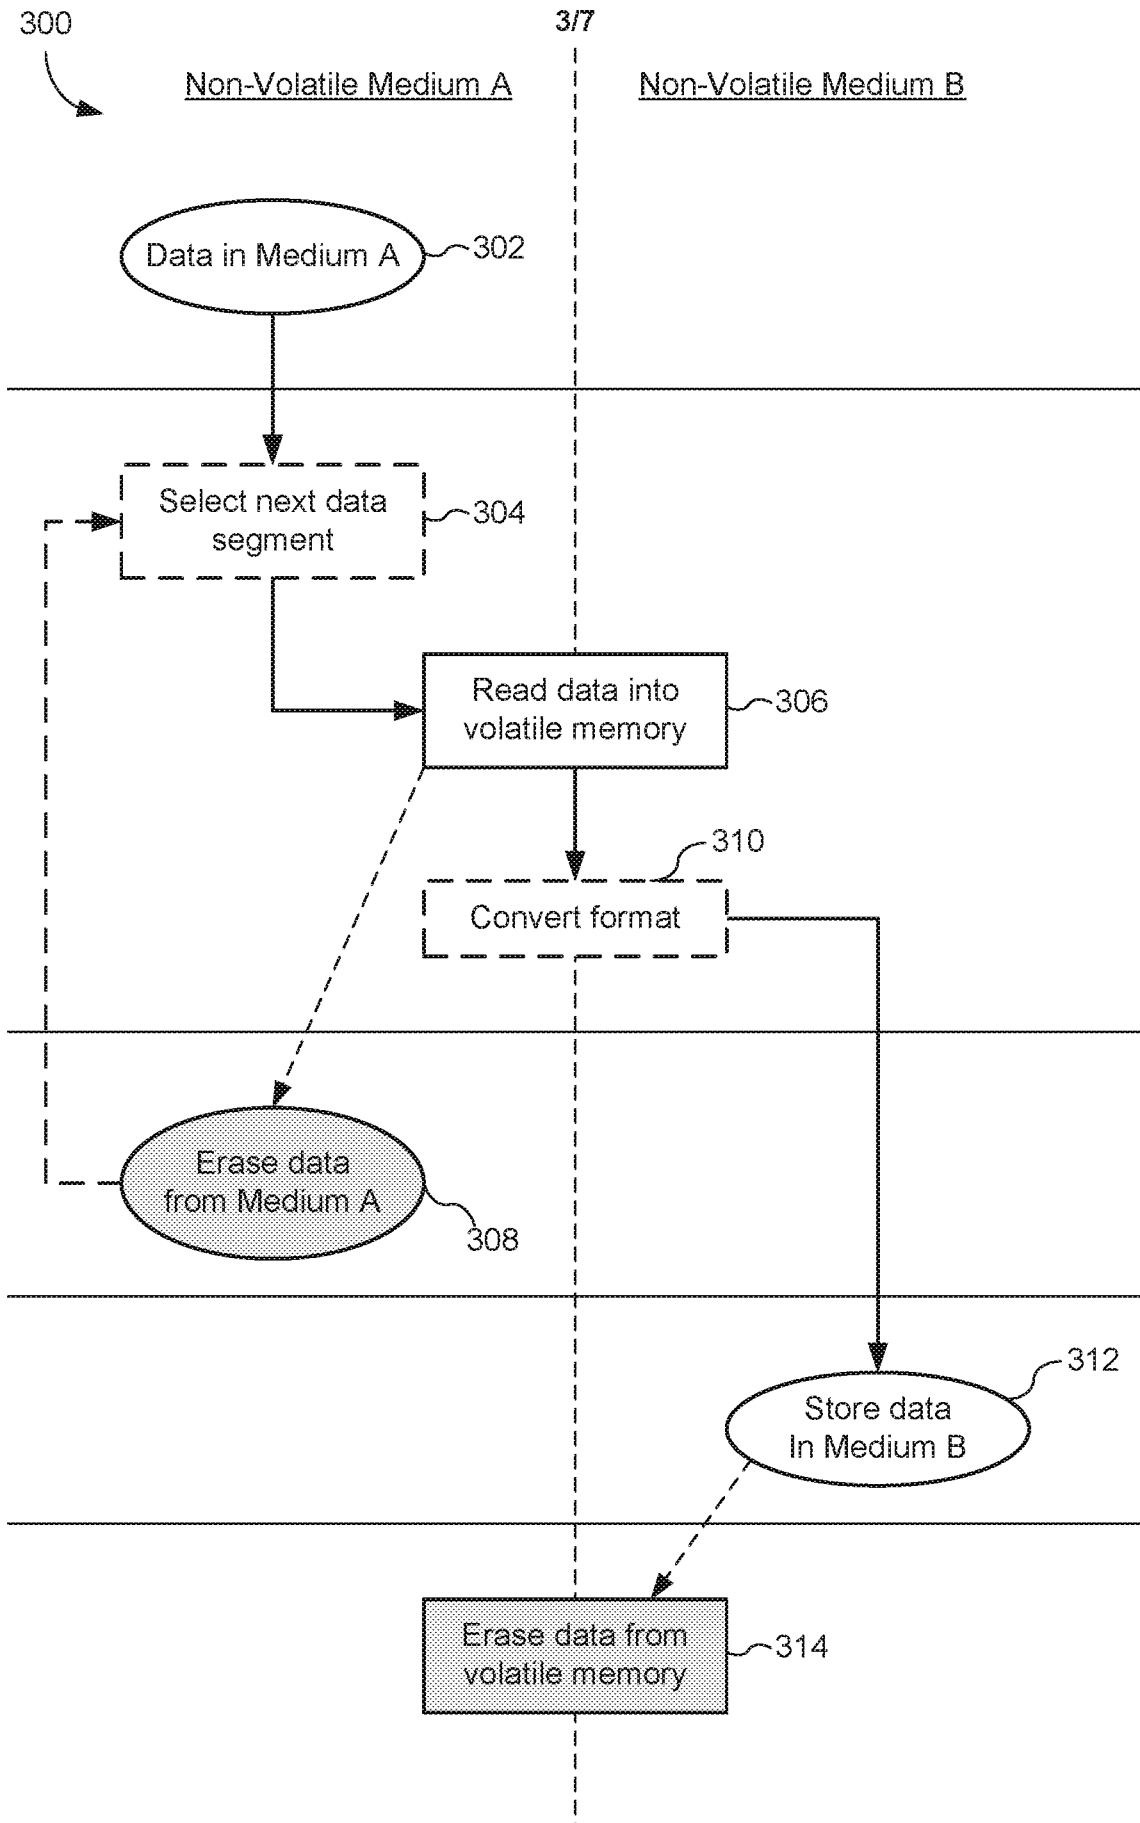 300
3/7
Non-Volatile Medium A
Non-Volatile Medium B
Data in Medium A
302
Select next data
segment
304
Read data into
volatile memory
306
310
Convert format
Erase data
from Medium A
308
312
Store data
In Medium B
Erase data from
volatile memory
314